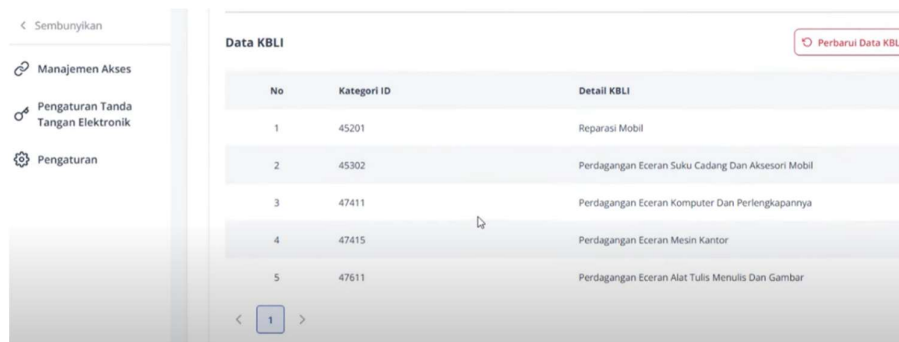 Sembunyikan
Manajemen Akses
Pengaturan Tanda
Tangan Elektronik
Pengaturan
Data KBLI
Perbarui Data KBL
No Kategori ID Detail KBLI
1 45201 Reparasi Mobil
2 45302 Perdagangan Eceran Suku Cadang Dan Aksesori Mobil
3 47411 Perdagangan Eceran Komputer Dan Perlengkapannya
4 47415 Perdagangan Eceran Mesin Kantor
5 47611 Perdagangan Eceran Alat Tulis Menulis Dan Gambar
1